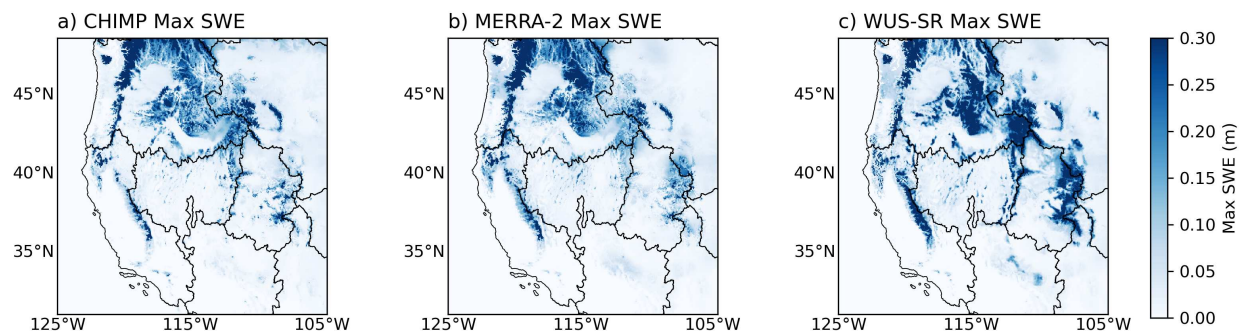 a) CHIMP Max SWE
b) MERRA-2 Max SWE
c) WUS-SR Max SWE
45°N
40°N
35°N
125°W
115°W
105°W
45°N
40°N
35°N
125°W
115°W
105°W
45°N
40°N
35°N
125°W
115°W
105°W
0.30
0.25
0.20
0.15
0.10
0.05
0.00
Max SWE (m)